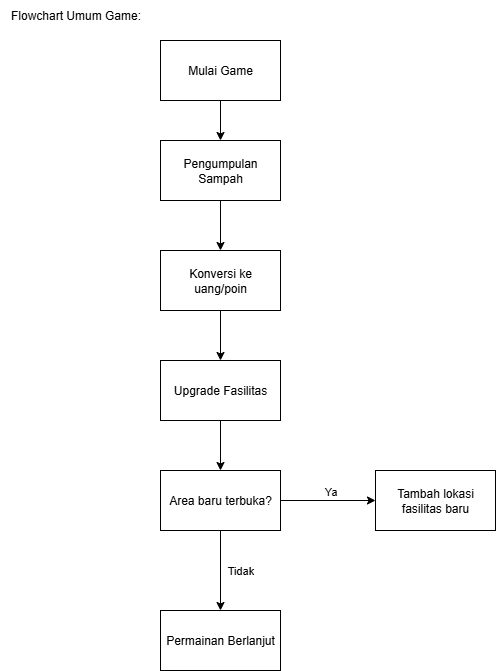 Flowchart Umum Game:
Mulai Game
Pengumpulan
Sampah
Konversi ke
uang/poin
Upgrade Fasilitas
Area baru terbuka?
Ya
Tambah lokasi
fasilitas baru
Tidak
Permainan Berlanjut